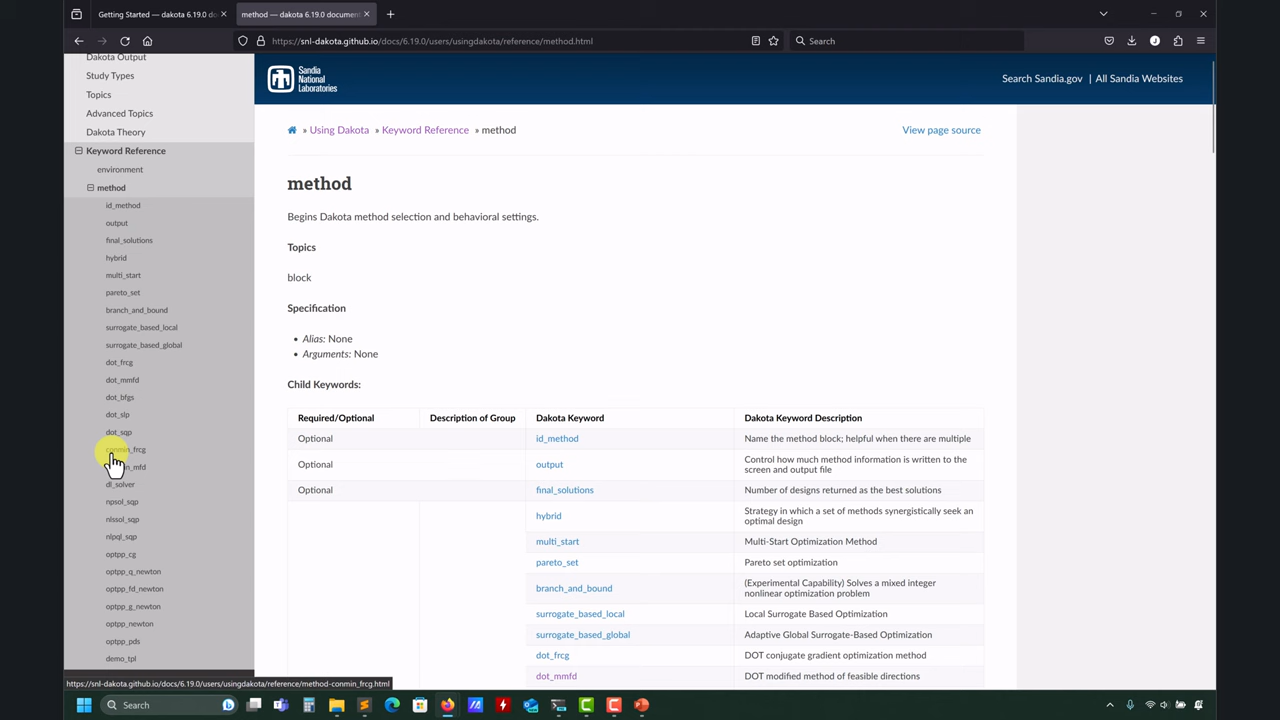 Getting Started — dakota 6.19.0 do
method — dakota 6.19.0 document
https://snl-dakota.github.io/docs/6.19.0/users/usingdakota/reference/method.html
Search
Dakota Output
Study Types
Topics
Advanced Topics
Dakota Theory
Keyword Reference
environment
method
id_method
output
final_solutions
hybrid
multi_start
pareto_set
branch_and_bound
surrogate_based_local
surrogate_based_global
dot_frcg
dot_mmfd
dot_bfgs
dot_slp
dot_sqp
conmin_frcg
n_mfd
dl_solver
npsol_sqp
nlssol_sqp
nlpql_sqp
optpp_cg
optpp_q_newton
optpp_fd_newton
optpp_g_newton
optpp_newton
optpp_pds
demo_tpl
Sandia
National
Laboratories
Search Sandia.gov | All Sandia Websites
» Using Dakota » Keyword Reference » method
View page source
method
Begins Dakota method selection and behavioral settings.
Topics
block
Specification
• Alias: None
• Arguments: None
Child Keywords:
Required/Optional Description of Group Dakota Keyword Dakota Keyword Description
Optional id_method Name the method block; helpful when there are multiple
Optional output Control how much method information is written to the
screen and output file
Optional final_solutions Number of designs returned as the best solutions
hybrid Strategy in which a set of methods synergistically seek an
optimal design
multi_start Multi-Start Optimization Method
pareto_set Pareto set optimization
branch_and_bound (Experimental Capability) Solves a mixed integer
nonlinear optimization problem
surrogate_based_local Local Surrogate Based Optimization
surrogate_based_global Adaptive Global Surrogate-Based Optimization
dot_frcg DOT conjugate gradient optimization method
dot_mmfd DOT modified method of feasible directions
https://snl-dakota.github.io/docs/6.19.0/users/usingdakota/reference/method-conmin_frcg.html
Search